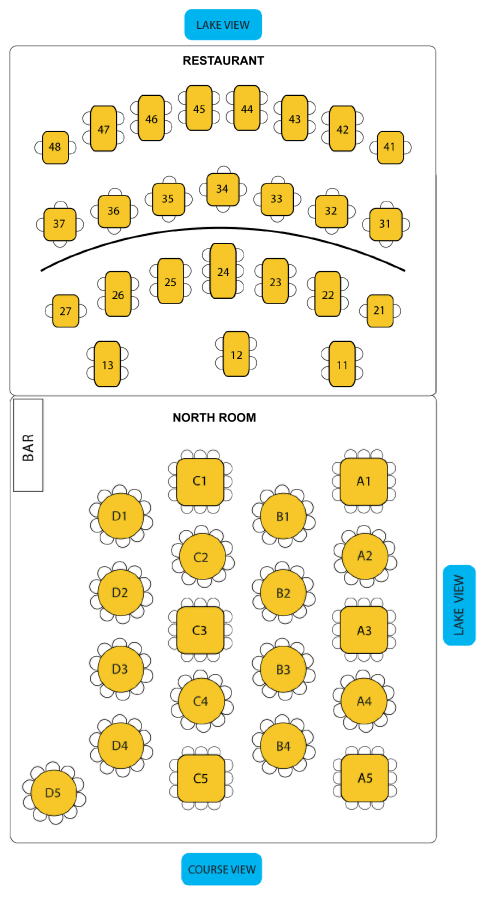 LAKE VIEW
RESTAURANT
48 47 46 45 44 43 42 41
37 36 35 34 33 32 31
27 26 25 24 23 22 21
13 12 11
BAR
NORTH ROOM
C1 A1
D1 B1
C2 A2
D2 B2
C3 A3
D3 B3
C4 A4
D4 B4
C5 A5
D5
LAKE VIEW
COURSE VIEW